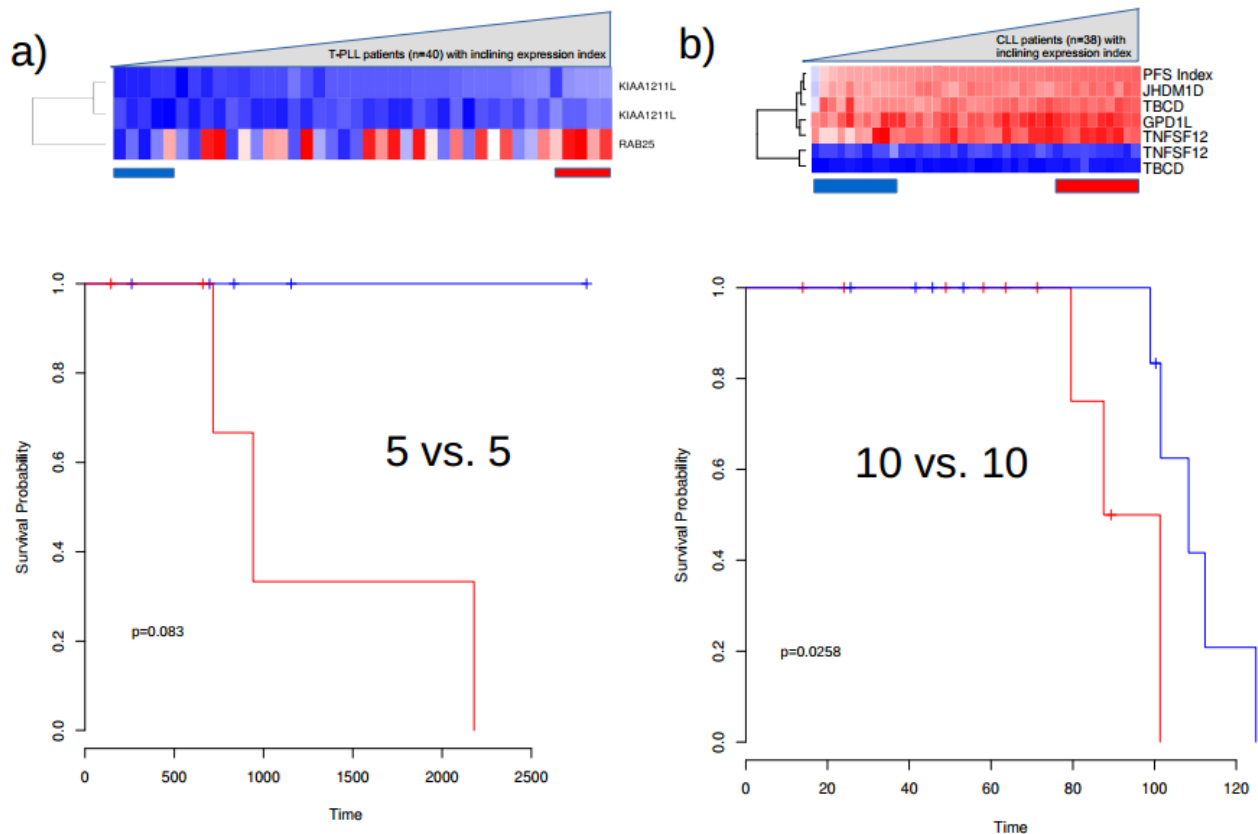 a)
T-PLL patients (n=40) with inclining expression index
KIAA1211L
KIAA1211L
RAB25
1.0
0.8
0.6
0.4
0.2
0.0
Survival Probability
5 vs. 5
p=0.083
0 500 1000 1500 2000 2500
Time
b)
CLL patients (n=38) with
inclining expression index
PFS Index
JHDM1D
TBCD
GPD1L
TNFSF12
TNFSF12
TBCD
1.0
0.8
0.6
0.4
0.2
0.0
Survival Probability
10 vs. 10
p=0.0258
0 20 40 60 80 100 120
Time